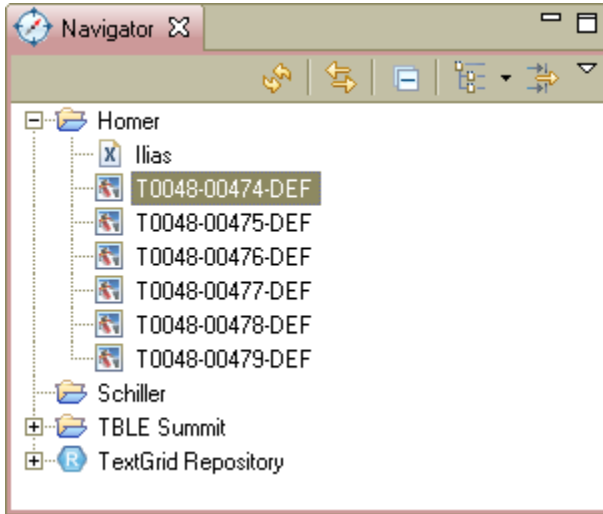 Navigator
Homer
Ilias
T0048-00474-DEF
T0048-00475-DEF
T0048-00476-DEF
T0048-00477-DEF
T0048-00478-DEF
T0048-00479-DEF
Schiller
TBLE Summit
R TextGrid Repository